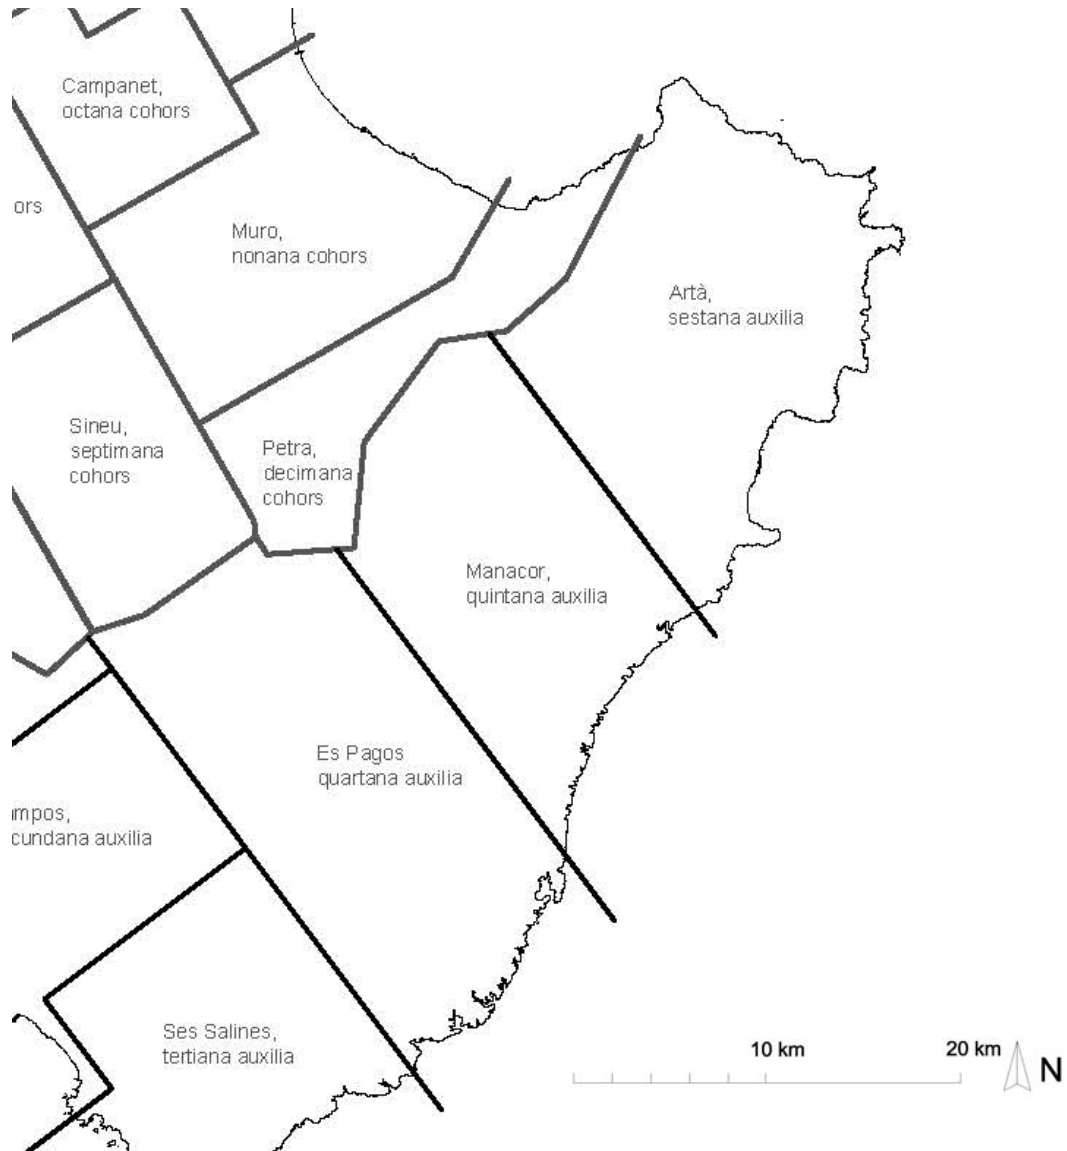 Campanet,
octana cohors
ors
Muro,
nonana cohors
Artà,
sestana auxilia
Sineu,
septimana
cohors
Petra,
decimana
cohors
Manacor,
quintana auxilia
Es Pagos
quartana auxilia
mpos,
cundana auxilia
Ses Salines,
tertiana auxilia
10 km
20 km
N